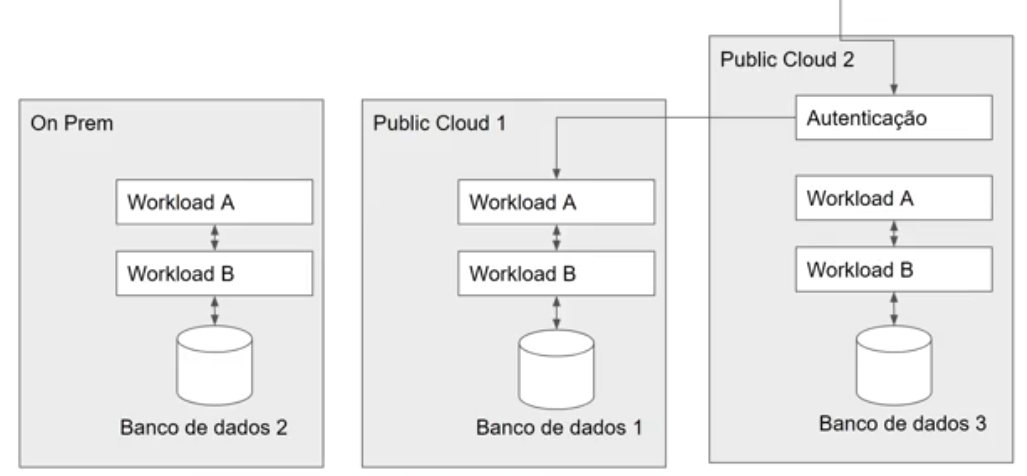 On Prem
Workload A
Workload B
Banco de dados 2
Public Cloud 1
Workload A
Workload B
Banco de dados 1
Public Cloud 2
Autenticação
Workload A
Workload B
Banco de dados 3